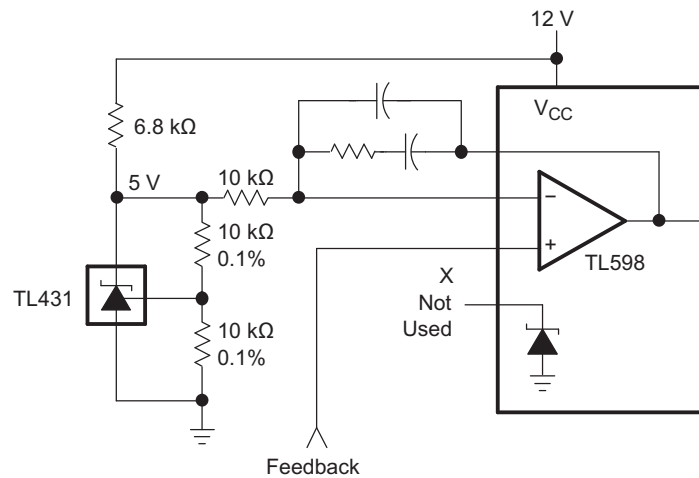 12 V
V_CC
6.8 kΩ
5 V
10 kΩ
10 kΩ
0.1%
TL431
10 kΩ
0.1%
−
+
TL598
X
Not
Used
Feedback